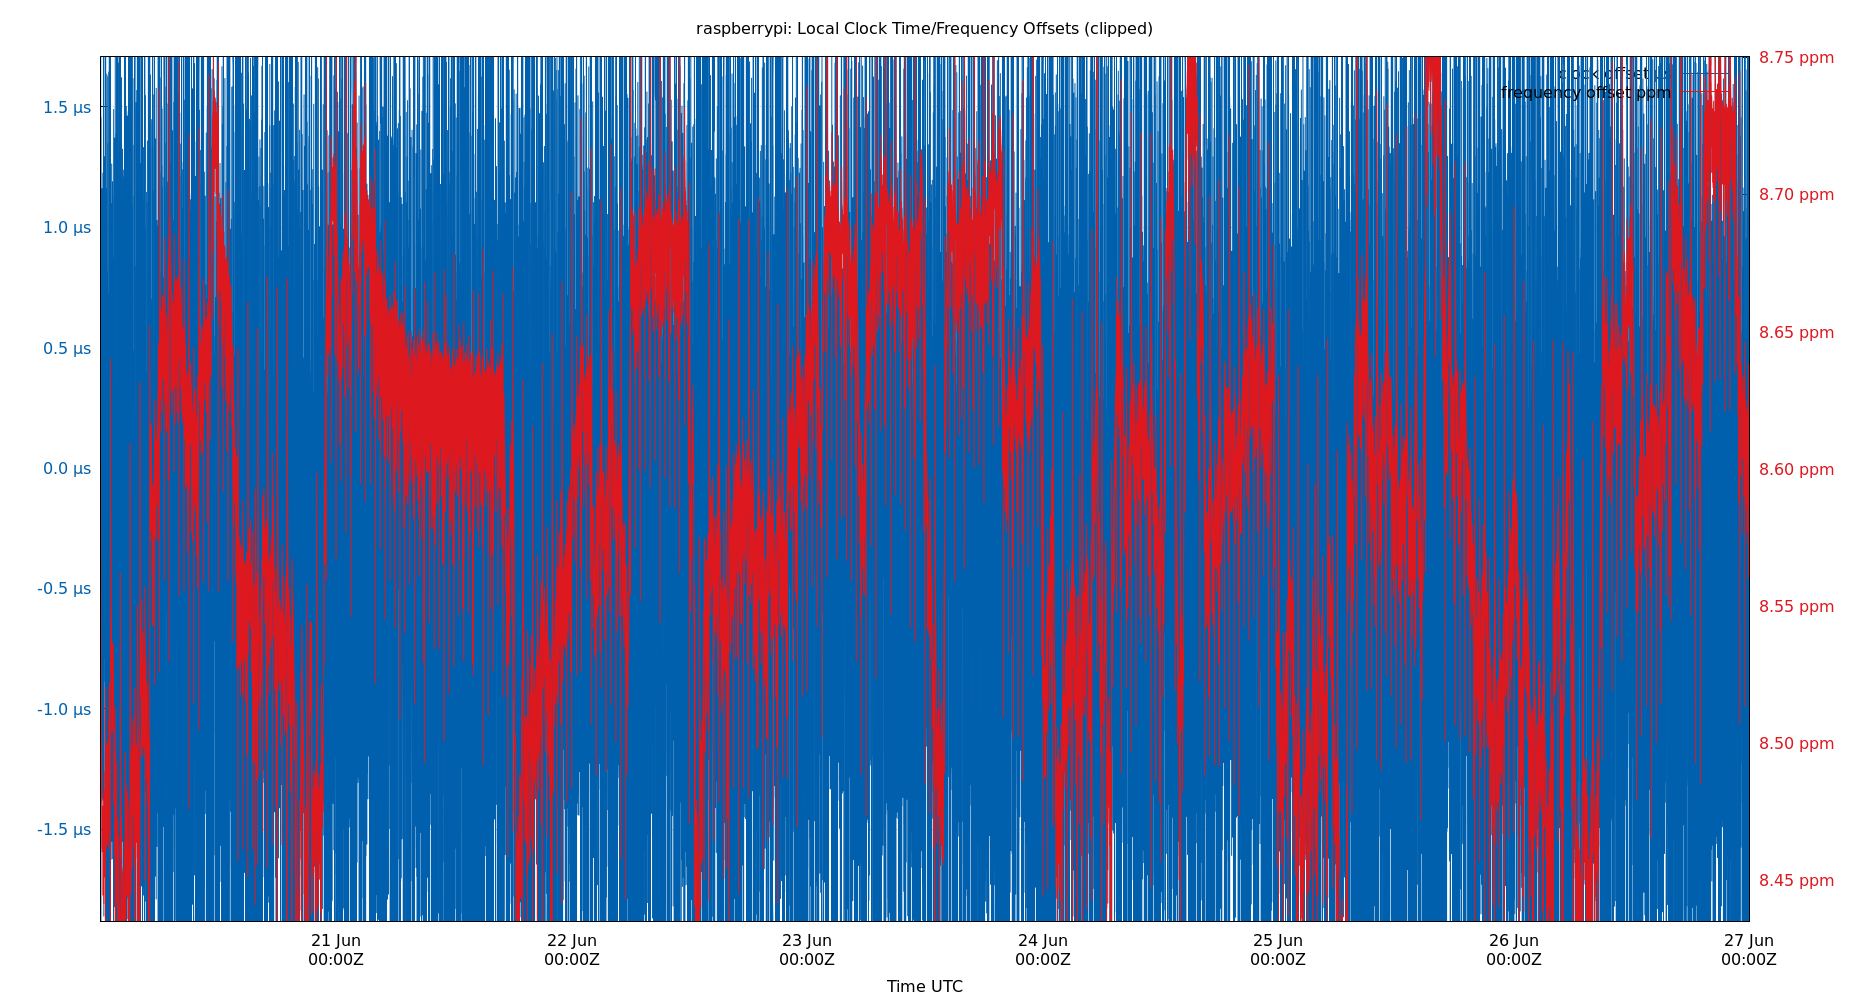 raspberrypi: Local Clock Time/Frequency Offsets (clipped)
8.75 ppm
clock offset µs
frequency offset ppm
1.5 µs
8.70 ppm
1.0 µs
0.5 µs
8.65 ppm
0.0 µs
8.60 ppm
-0.5 µs
8.55 ppm
-1.0 µs
8.50 ppm
-1.5 µs
8.45 ppm
21 Jun 22 Jun 23 Jun 24 Jun 25 Jun 26 Jun 27 Jun
00:00Z 00:00Z 00:00Z 00:00Z 00:00Z 00:00Z 00:00Z
Time UTC